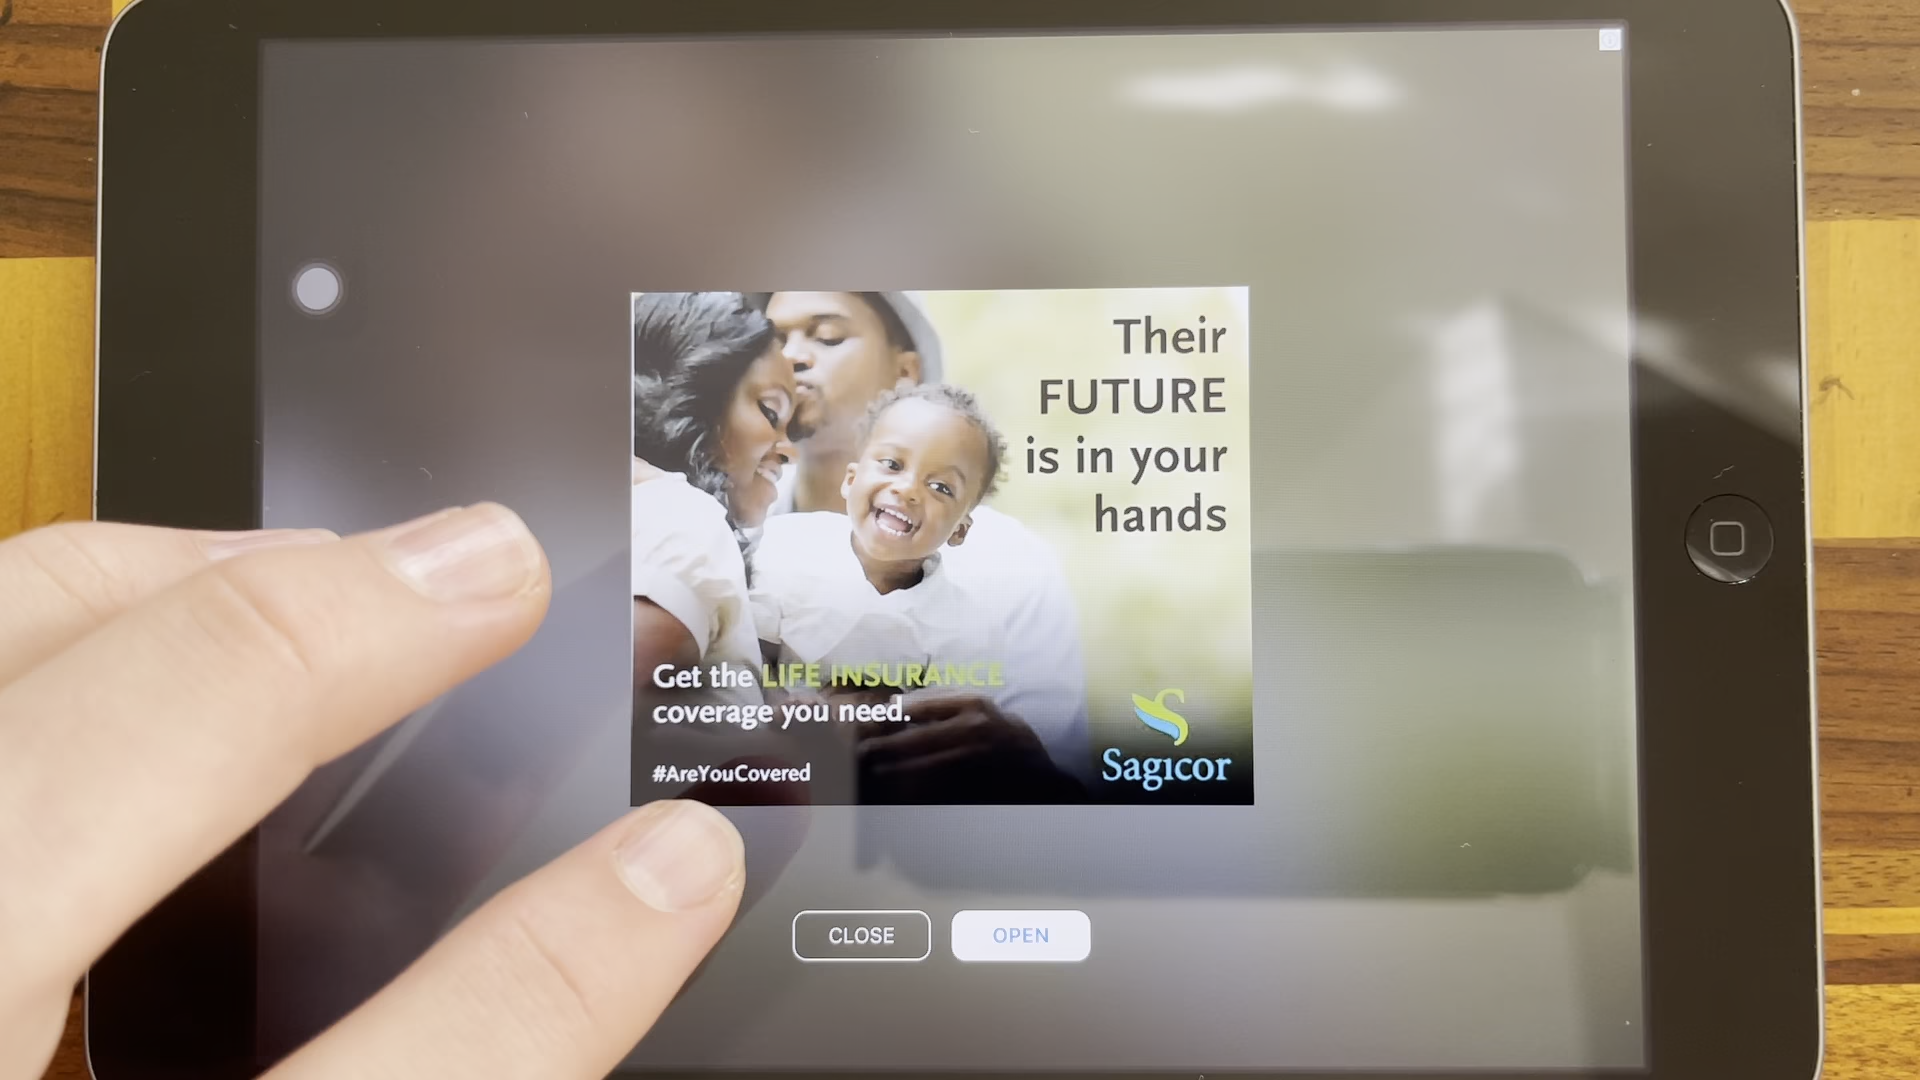 Their
FUTURE
is in your
hands
Get the LIFE INSURANCE
coverage you need.
#AreYouCovered
Sagicor
CLOSE
OPEN